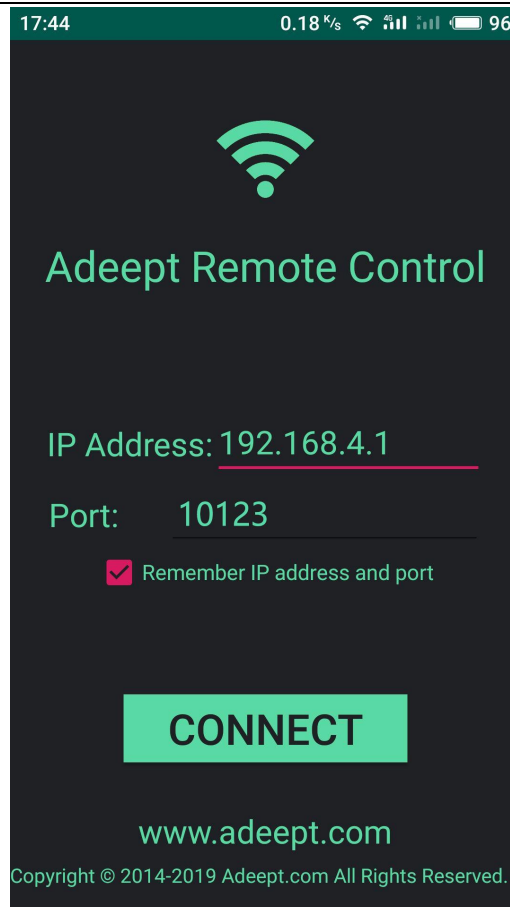 17:44 0.18 K/s 4G 96
Adeept Remote Control
IP Address: 192.168.4.1
Port: 10123
Remember IP address and port
CONNECT
www.adeept.com
Copyright © 2014-2019 Adeept.com All Rights Reserved.